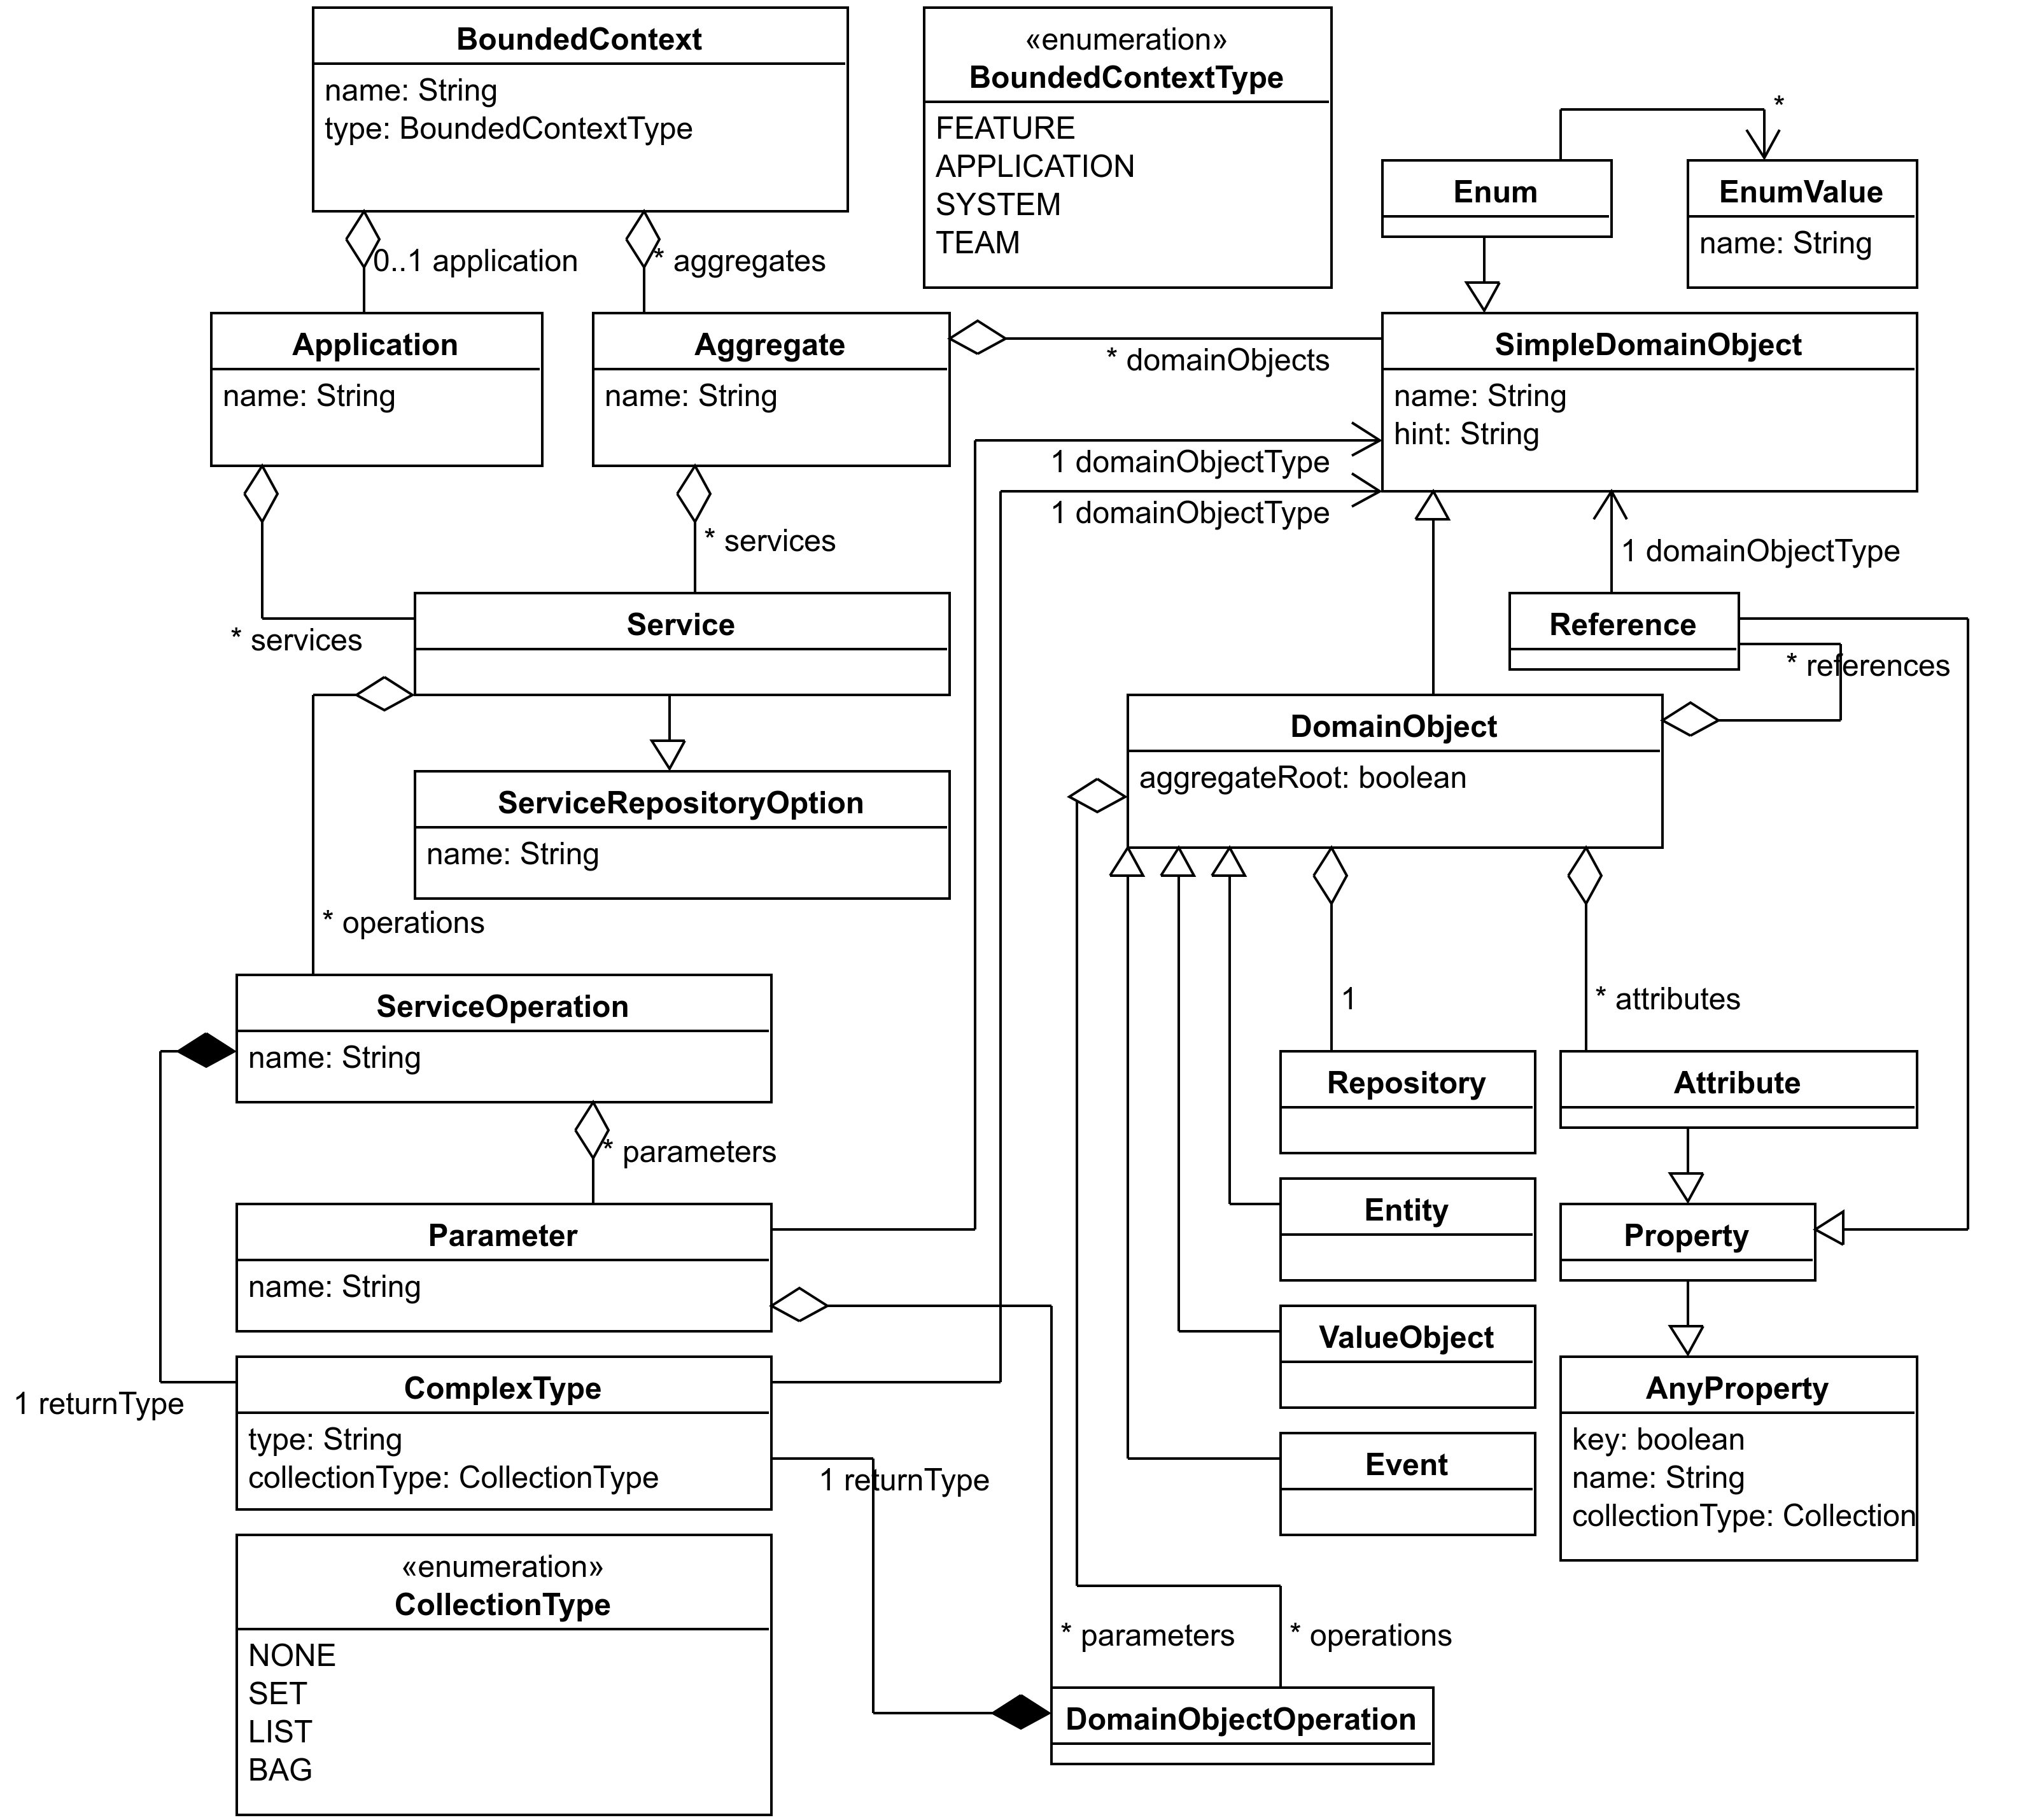 BoundedContext
name: String
type: BoundedContextType
«enumeration»
BoundedContextType
FEATURE
APPLICATION
SYSTEM
TEAM
*
Enum
EnumValue
name: String
0..1 application
* aggregates
Application
name: String
Aggregate
name: String
* domainObjects
SimpleDomainObject
name: String
hint: String
1 domainObjectType
1 domainObjectType
* services
1 domainObjectType
* services
Service
Reference
* references
DomainObject
aggregateRoot: boolean
ServiceRepositoryOption
name: String
* operations
ServiceOperation
name: String
1
* attributes
Repository
Attribute
* parameters
Parameter
name: String
Entity
Property
ValueObject
1 returnType
ComplexType
type: String
collectionType: CollectionType
1 returnType
Event
AnyProperty
key: boolean
name: String
collectionType: Collection
«enumeration»
CollectionType
NONE
SET
LIST
BAG
* parameters
* operations
DomainObjectOperation